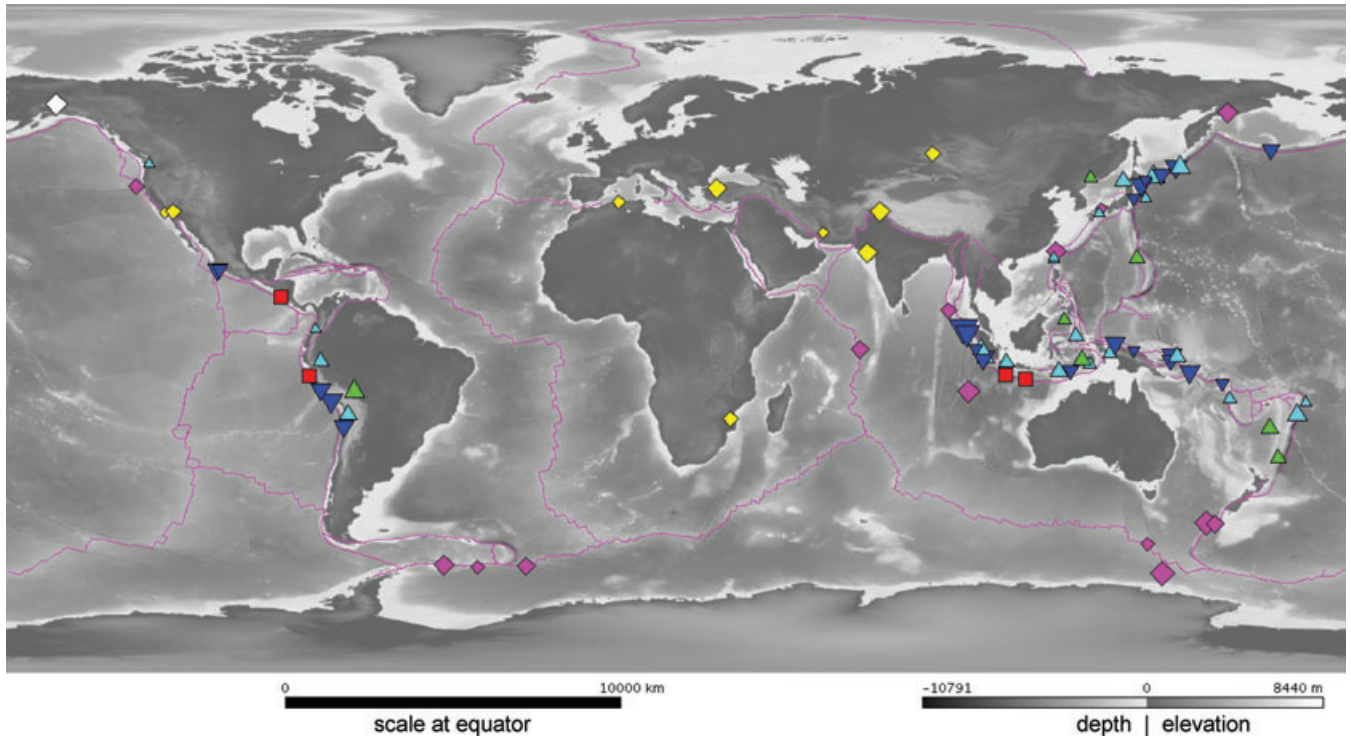 0 10000 km
scale at equator
−10791 0 8440 m
depth | elevation